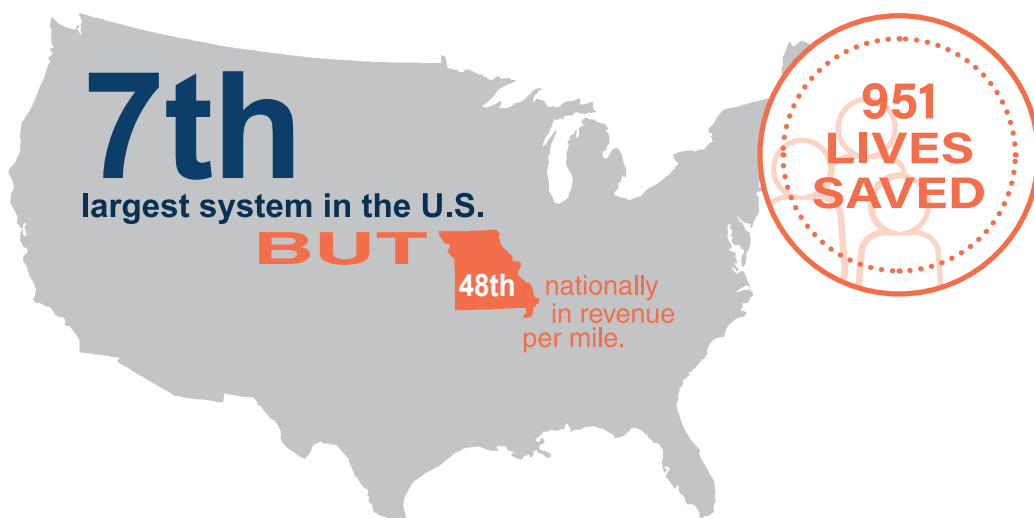 7th
largest system in the U.S.
BUT
48th
nationally
in revenue
per mile.
951
LIVES
SAVED